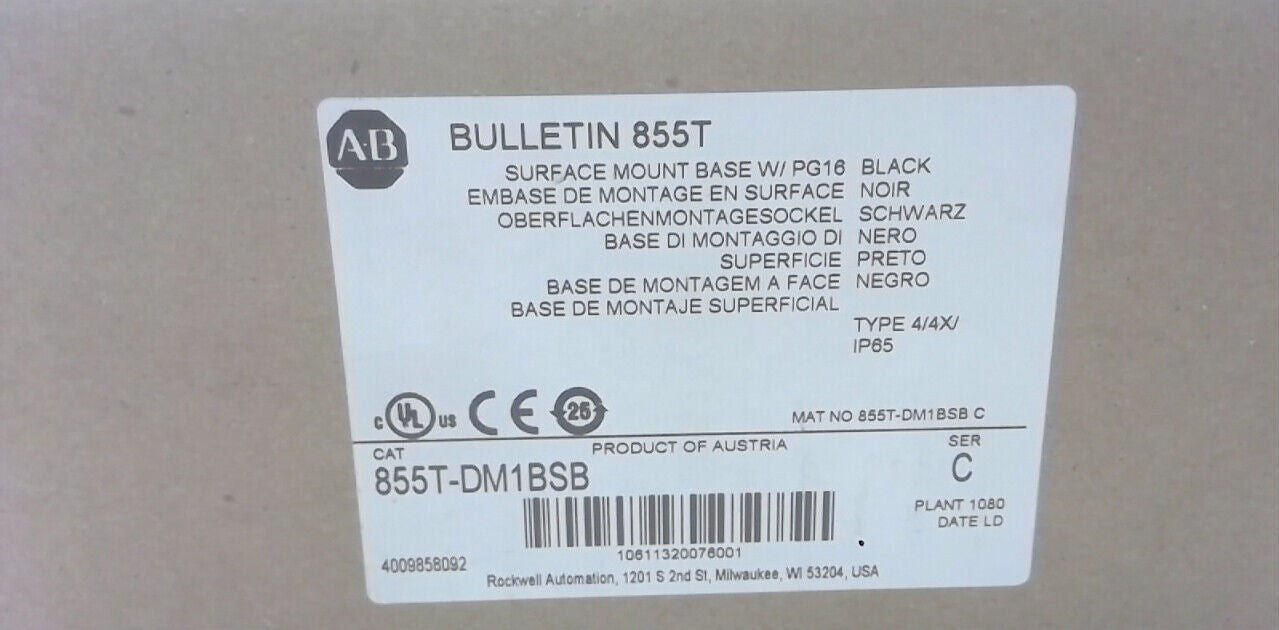 A·B
BULLETIN 855T
SURFACE MOUNT BASE W/ PG16 BLACK
EMBASE DE MONTAGE EN SURFACE NOIR
OBERFLACHENMONTAGESOCKEL SCHWARZ
BASE DI MONTAGGIO DI NERO
SUPERFICIE PRETO
BASE DE MONTAGEM A FACE NEGRO
BASE DE MONTAJE SUPERFICIAL
TYPE 4/4X/
IP65
c UL US CE 25
MAT NO 855T-DM1BSB C
CAT
PRODUCT OF AUSTRIA
SER
855T-DM1BSB
C
PLANT 1080
DATE LD
10611320076001
4009858092
Rockwell Automation, 1201 S 2nd St, Milwaukee, WI 53204, USA